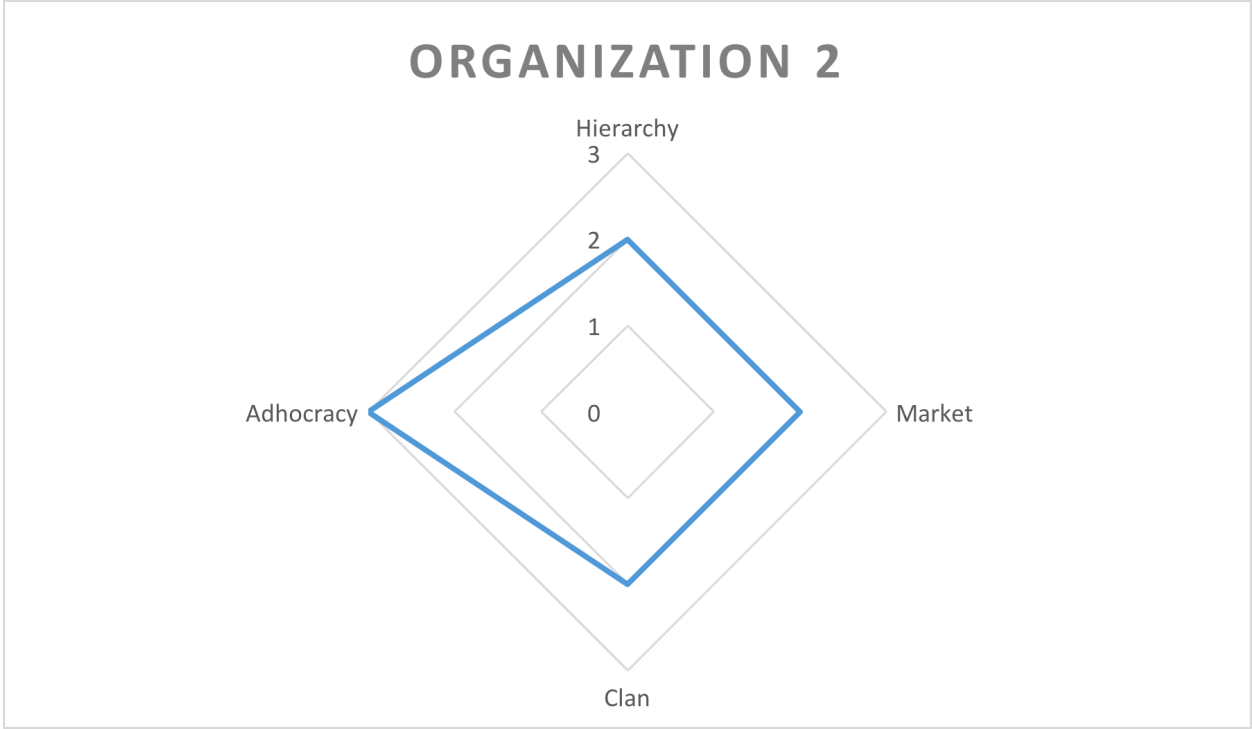 ORGANIZATION 2
Hierarchy
3
2
1
0
Adhocracy
Market
Clan